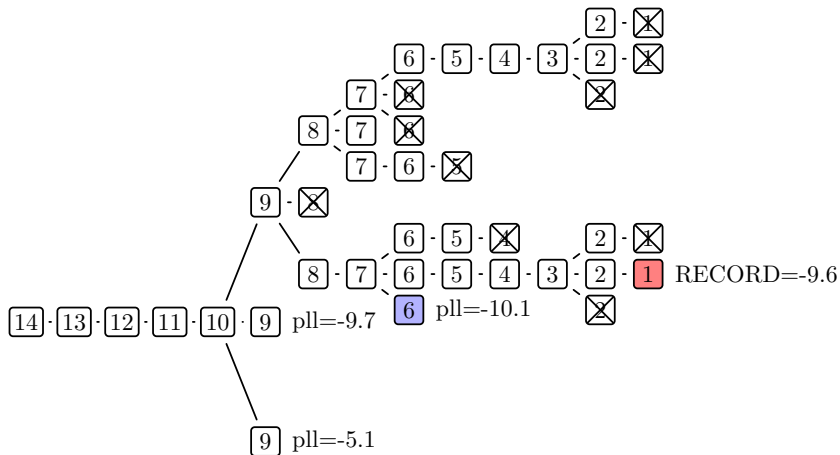 2 1
6 5 4 3 2 1
7 6 2
8 7 6
7 6 5
9 8
6 5 4 2 1
8 7 6 5 4 3 2 1 RECORD=-9.6
6 pll=-10.1 2
14 13 12 11 10 9 pll=-9.7
9 pll=-5.1